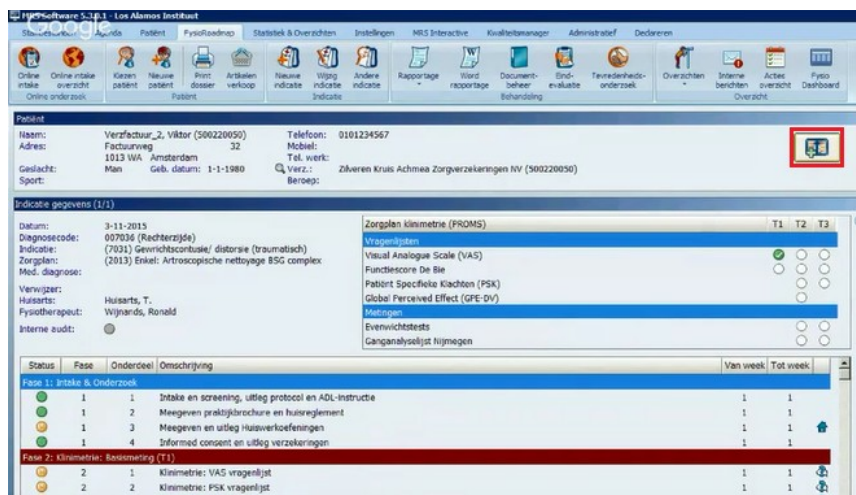 MRS Software 5.3.0.1 - Los Alamos Instituut
Google
Agenda Patiënt FysioRoadmap Statistiek & Overzichten Instellingen MRS Interactive Kwaliteitsmanager Administratief Declareren
Online intake Online intake overzicht Kiezen patiënt Nieuwe patiënt Print dossier Artikelen verkoop Nieuwe indicatie Wijzig indicatie Andere indicatie Rapportage Word rapportage Document-beheer Eind-evaluatie Tevredenheids-onderzoek Overzichten Interne berichten Acties overzicht Fysio Dashboard
Online onderzoek Patiënt Indicatie Behandeling Overzicht
Patiënt
Naam: Verzfactuur_2, Viktor (500220050) Telefoon: 0101234567
Adres: Factuurweg 32 Mobiel:
1013 WA Amsterdam Tel. werk:
Geslacht: Man Geb. datum: 1-1-1980 Verz.: Zilveren Kruis Achmea Zorgverzekeringen NV (500220050)
Sport: Beroep:
Indicatie gegevens (1/1)
Datum: 3-11-2015
Diagnosecode: 007036 (Rechterzijde)
Indicatie: (7031) Gewrichtscontusie/ distorsie (traumatisch)
Zorgplan: (2013) Enkel: Artroscopische nettoyage BSG complex
Med. diagnose:
Verwijzer:
Huisarts: Huisarts, T.
Fysiotherapeut: Wijnands, Ronald
Interne audit:
Zorgplan klinimetrie (PROMS) T1 T2 T3
Vragenlijsten
Visual Analogue Scale (VAS)
Functiescore De Bie
Patiënt Specifieke Klachten (PSK)
Global Perceived Effect (GPE-DV)
Metingen
Evenwichtstests
Ganganalyselijst Nijmegen
Status Fase Onderdeel Omschrijving Van week Tot week
Fase 1: Intake & Onderzoek
1 1 Intake en screening, uitleg protocol en ADL-instructie 1 1
1 2 Meegeven praktijkbrochure en huisreglement 1 1
1 3 Meegeven en uitleg Huiswerkoefeningen 1 1
1 4 Informed consent en uitleg verzekeringen 1 1
Fase 2: Klinimetrie: Basismeting (T1)
2 1 Klinimetrie: VAS vragenlijst 1 1
2 2 Klinimetrie: PSK vragenlijst 1 1